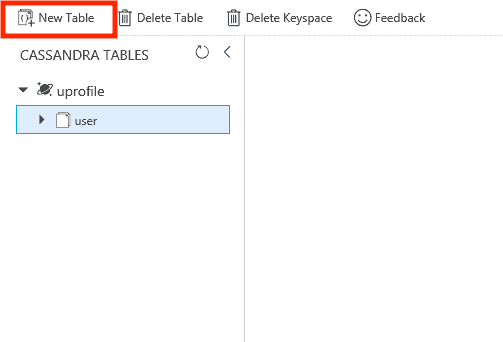 New Table Delete Table Delete Keyspace Feedback
CASSANDRA TABLES
uprofile
user